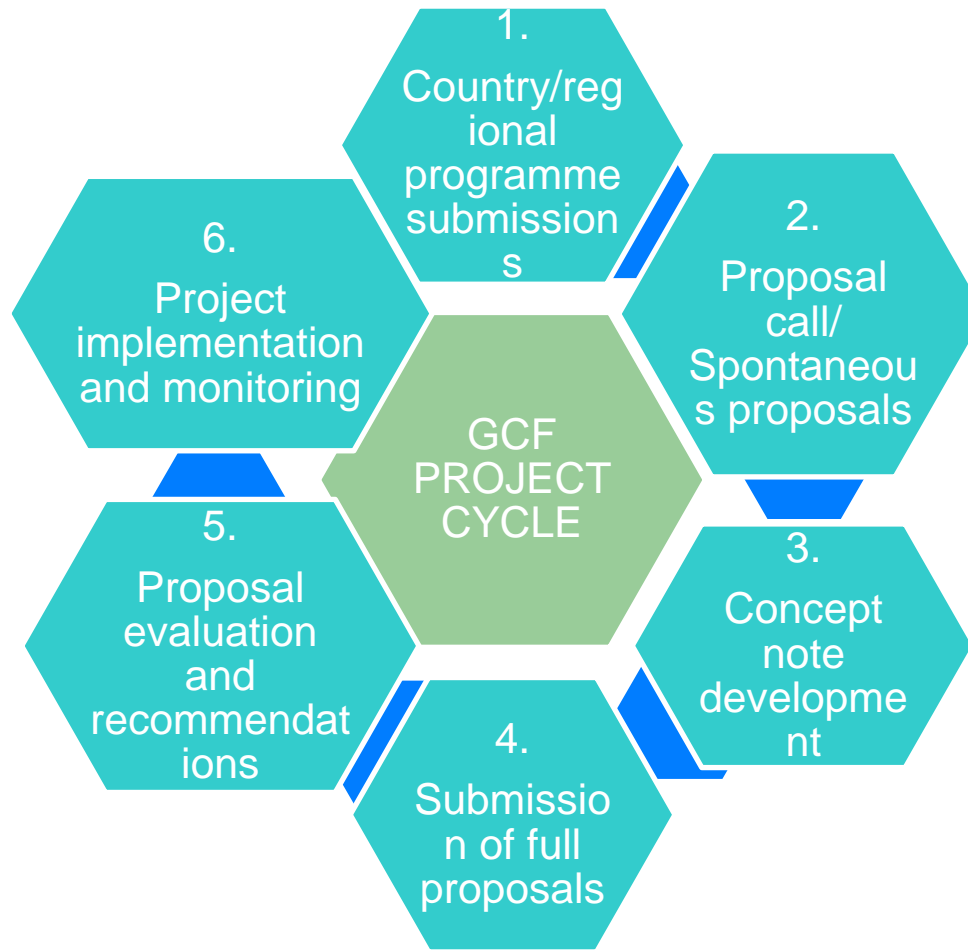 1.
Country/reg
ional
programme
submission
s
2.
Proposal
call/
Spontaneou
s proposals
3.
Concept
note
developme
nt
4.
Submissio
n of full
proposals
5.
Proposal
evaluation
and
recommendat
ions
6.
Project
implementation
and monitoring
GCF
PROJECT
CYCLE